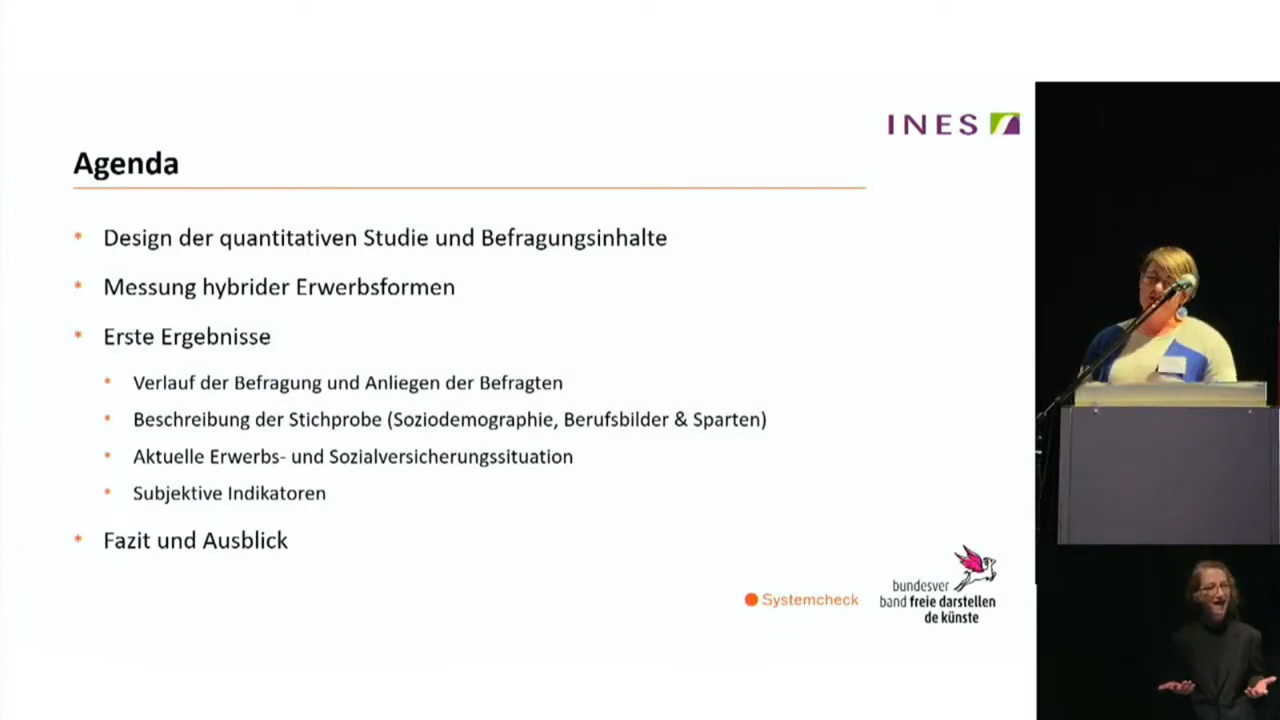 INES
Agenda
* Design der quantitativen Studie und Befragungsinhalte
* Messung hybrider Erwerbsformen
* Erste Ergebnisse
* Verlauf der Befragung und Anliegen der Befragten
* Beschreibung der Stichprobe (Soziodemographie, Berufsbilder & Sparten)
* Aktuelle Erwerbs- und Sozialversicherungssituation
* Subjektive Indikatoren
* Fazit und Ausblick
Systemcheck
bundesver
band freie darstellen
de künste